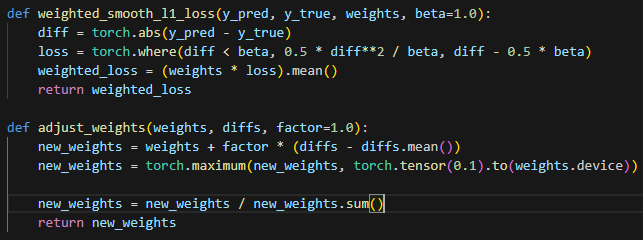 def weighted_smooth_l1_loss(y_pred, y_true, weights, beta=1.0):
    diff = torch.abs(y_pred - y_true)
    loss = torch.where(diff < beta, 0.5 * diff**2 / beta, diff - 0.5 * beta)
    weighted_loss = (weights * loss).mean()
    return weighted_loss

def adjust_weights(weights, diffs, factor=1.0):
    new_weights = weights + factor * (diffs - diffs.mean())
    new_weights = torch.maximum(new_weights, torch.tensor(0.1).to(weights.device))

    new_weights = new_weights / new_weights.sum()
    return new_weights